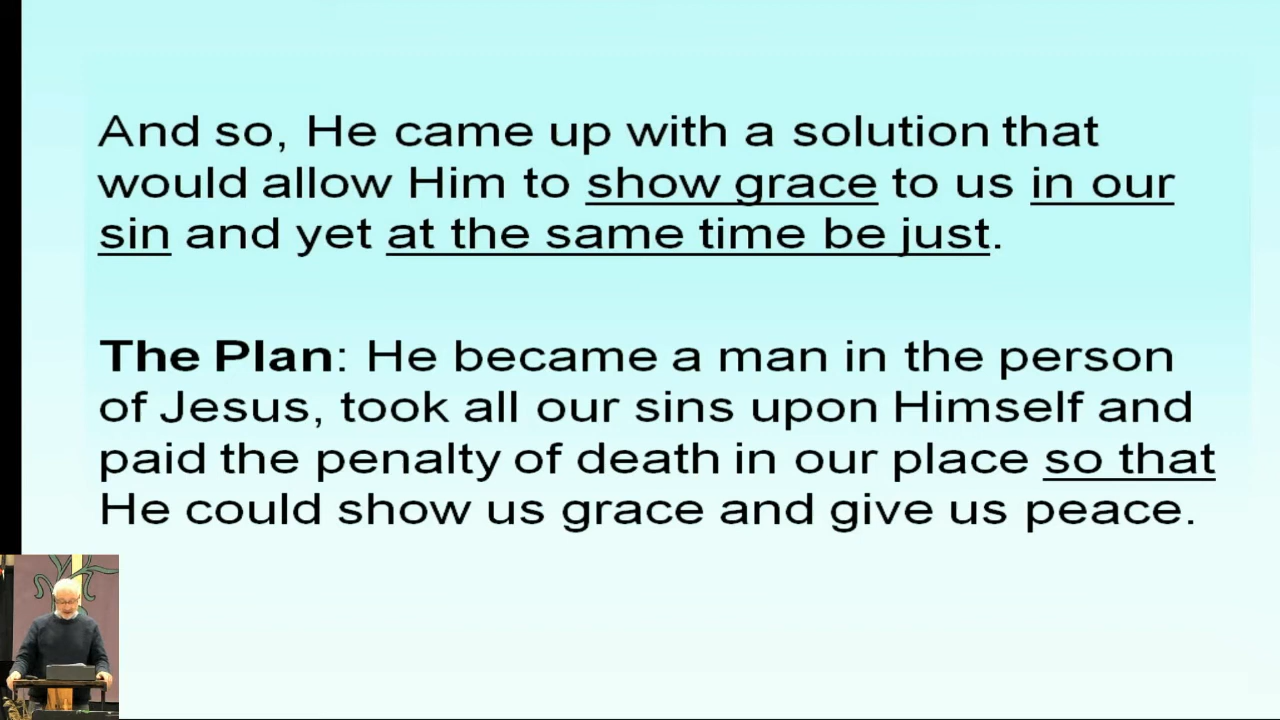 And so, He came up with a solution that
would allow Him to show grace to us in our
sin and yet at the same time be just.
The Plan: He became a man in the person
of Jesus, took all our sins upon Himself and
paid the penalty of death in our place so that
He could show us grace and give us peace.